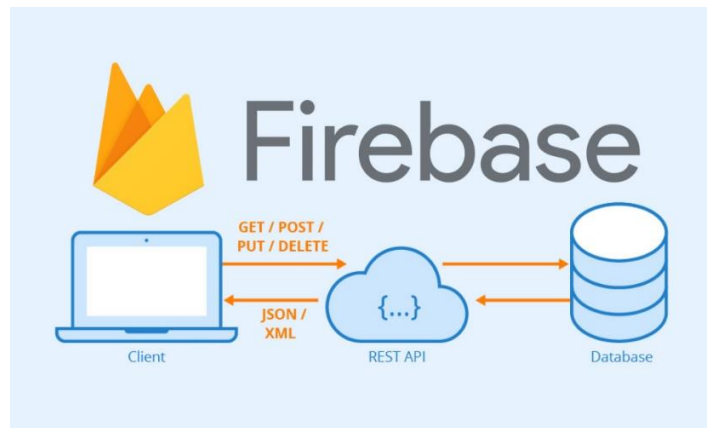 Firebase
GET / POST /
PUT / DELETE
{...}
JSON /
XML
Client
REST API
Database